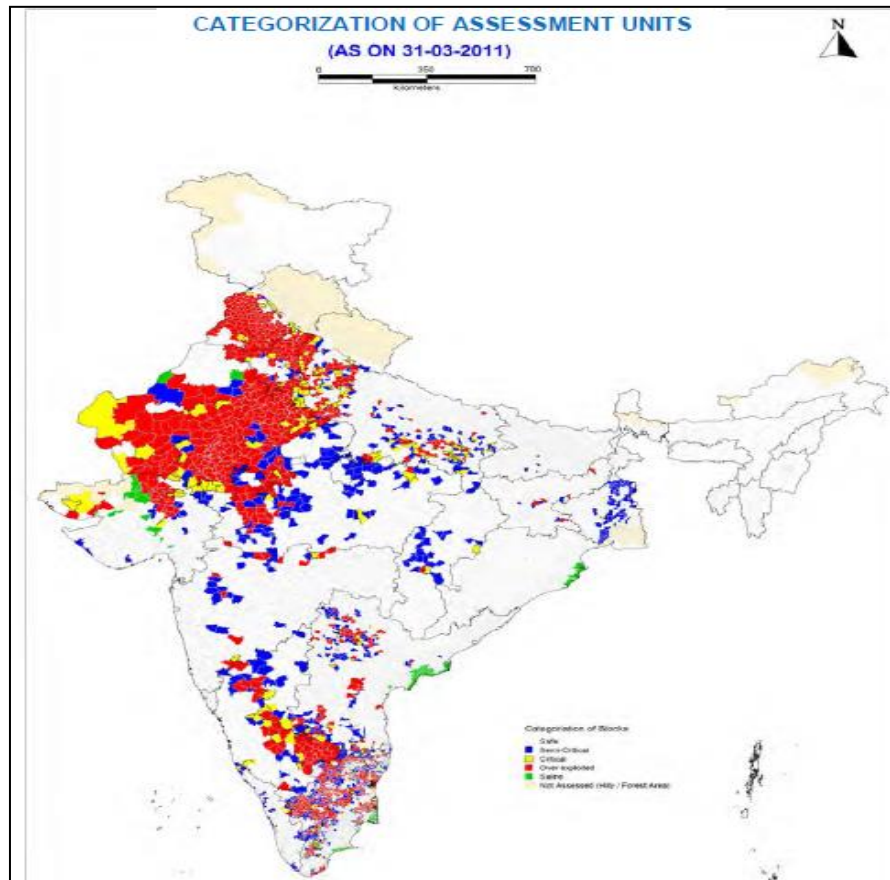 CATEGORIZATION OF ASSESSMENT UNITS
(AS ON 31-03-2011)
N
0 350 700
Kilometers
Categorization of Blocks
Safe
Semi-Critical
Critical
Over exploited
Saline
Not Assessed (Hilly / Forest Area)